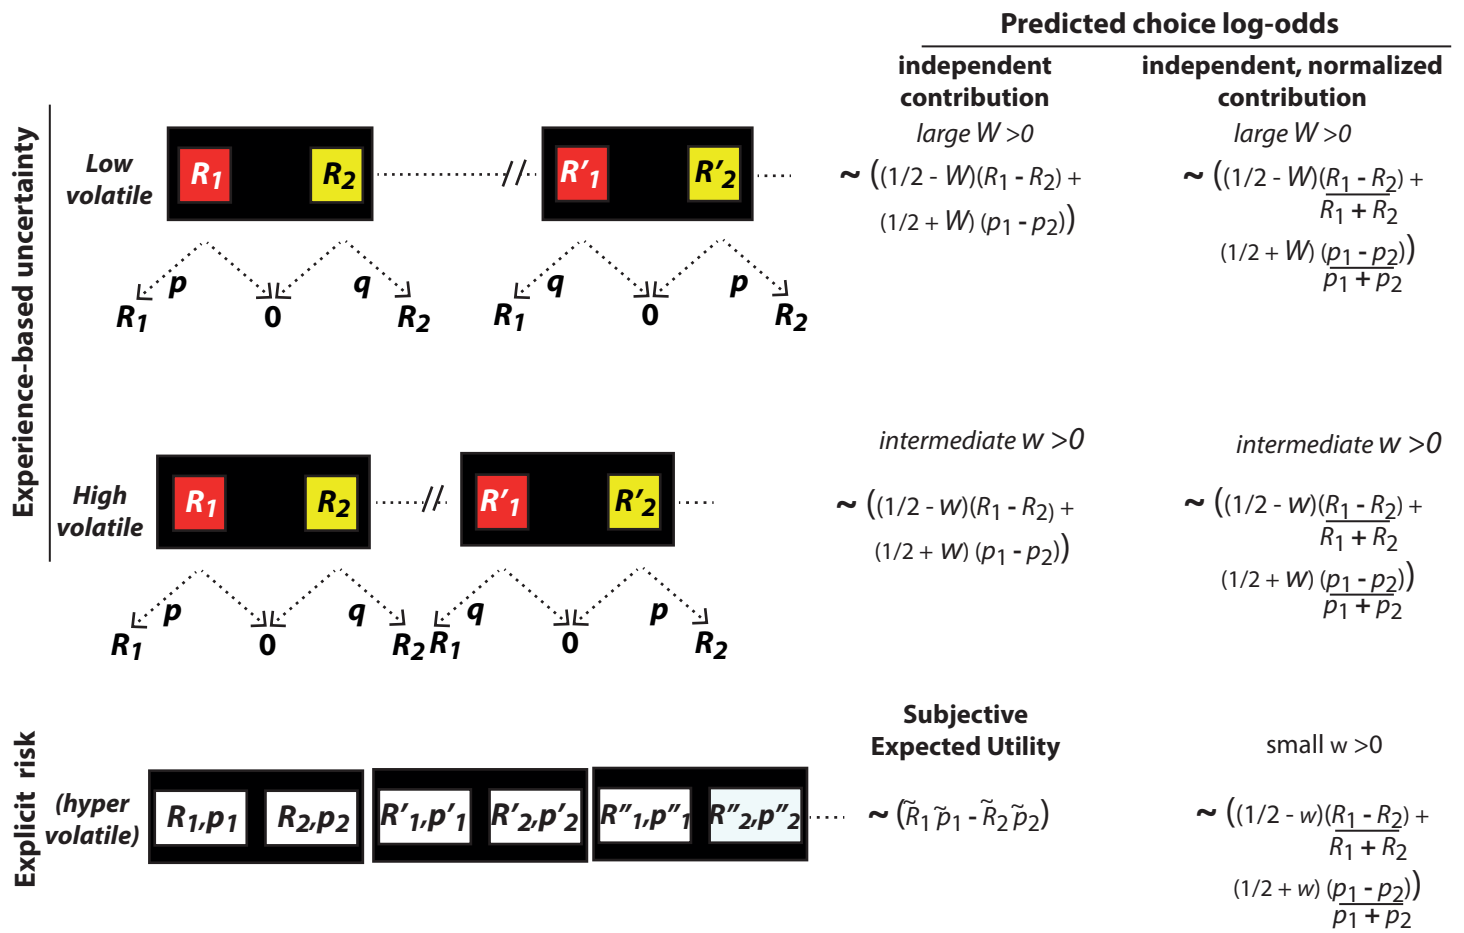 Predicted choice log-odds
independent
contribution
independent, normalized
contribution
Experience-based uncertainty
Low
volatile
R1
R2
//
R'1
R'2
large W >0
~ ((1/2 - W)(R1 - R2) +
(1/2 + W) (p1 - p2))
large W >0
~ ((1/2 - W)(R1 - R2) +
R1 + R2
(1/2 + W) (p1 - p2))
p1 + p2
p
q
R1
0
R2
q
p
R1
0
R2
High
volatile
R1
R2
//
R'1
R'2
intermediate w >0
~ ((1/2 - w)(R1 - R2) +
(1/2 + w) (p1 - p2))
intermediate w >0
~ ((1/2 - w)(R1 - R2) +
R1 + R2
(1/2 + w) (p1 - p2))
p1 + p2
p
q
R1
0
R2
q
p
R1
0
R2
Explicit risk
(hyper
volatile)
R1,p1
R2,p2
R'1,p'1
R'2,p'2
R"1,p"1
R"2,p"2
Subjective
Expected Utility
~ (R̃1 p̃1 - R̃2 p̃2)
small w >0
~ ((1/2 - w)(R1 - R2) +
R1 + R2
(1/2 + w) (p1 - p2))
p1 + p2